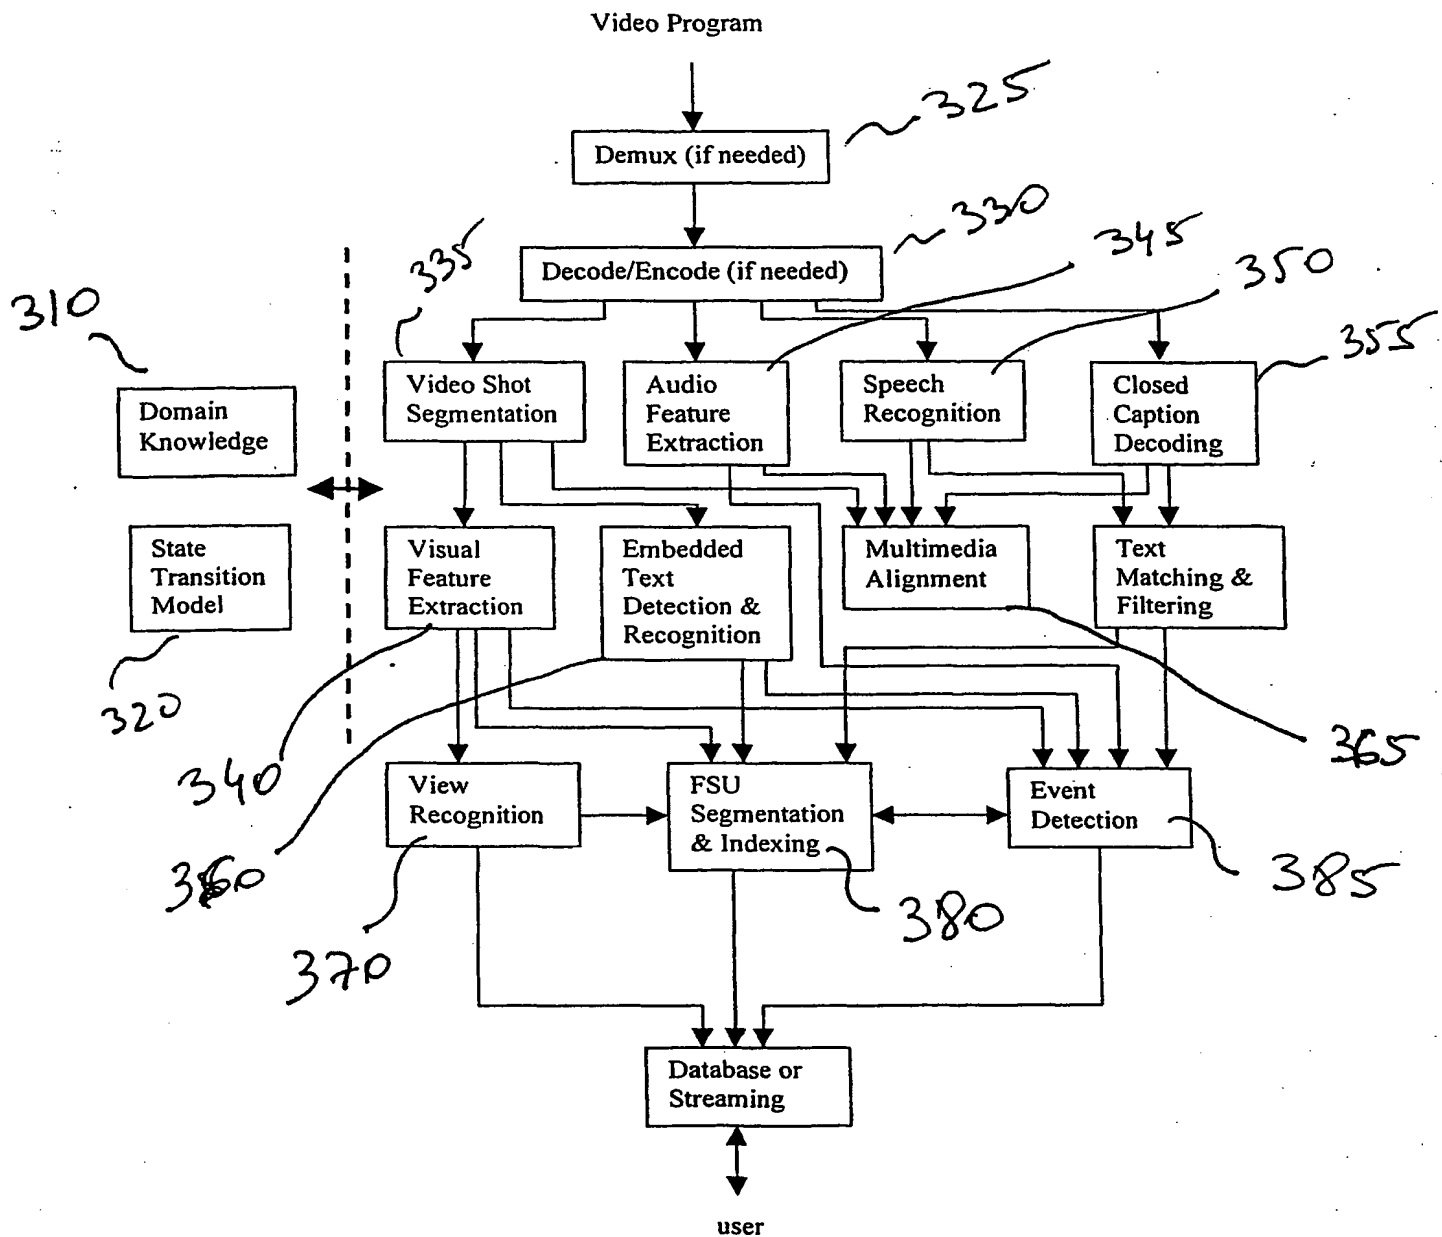 Video Program
325
Demux (if needed)
330
335
Decode/Encode (if needed)
345
350
310
355
Domain
Knowledge
Video Shot
Segmentation
Audio
Feature
Extraction
Speech
Recognition
Closed
Caption
Decoding
State
Transition
Model
Visual
Feature
Extraction
Embedded
Text
Detection &
Recognition
Multimedia
Alignment
Text
Matching &
Filtering
320
340
365
View
Recognition
FSU
Segmentation
& Indexing
Event
Detection
360
370
380
385
Database or
Streaming
user